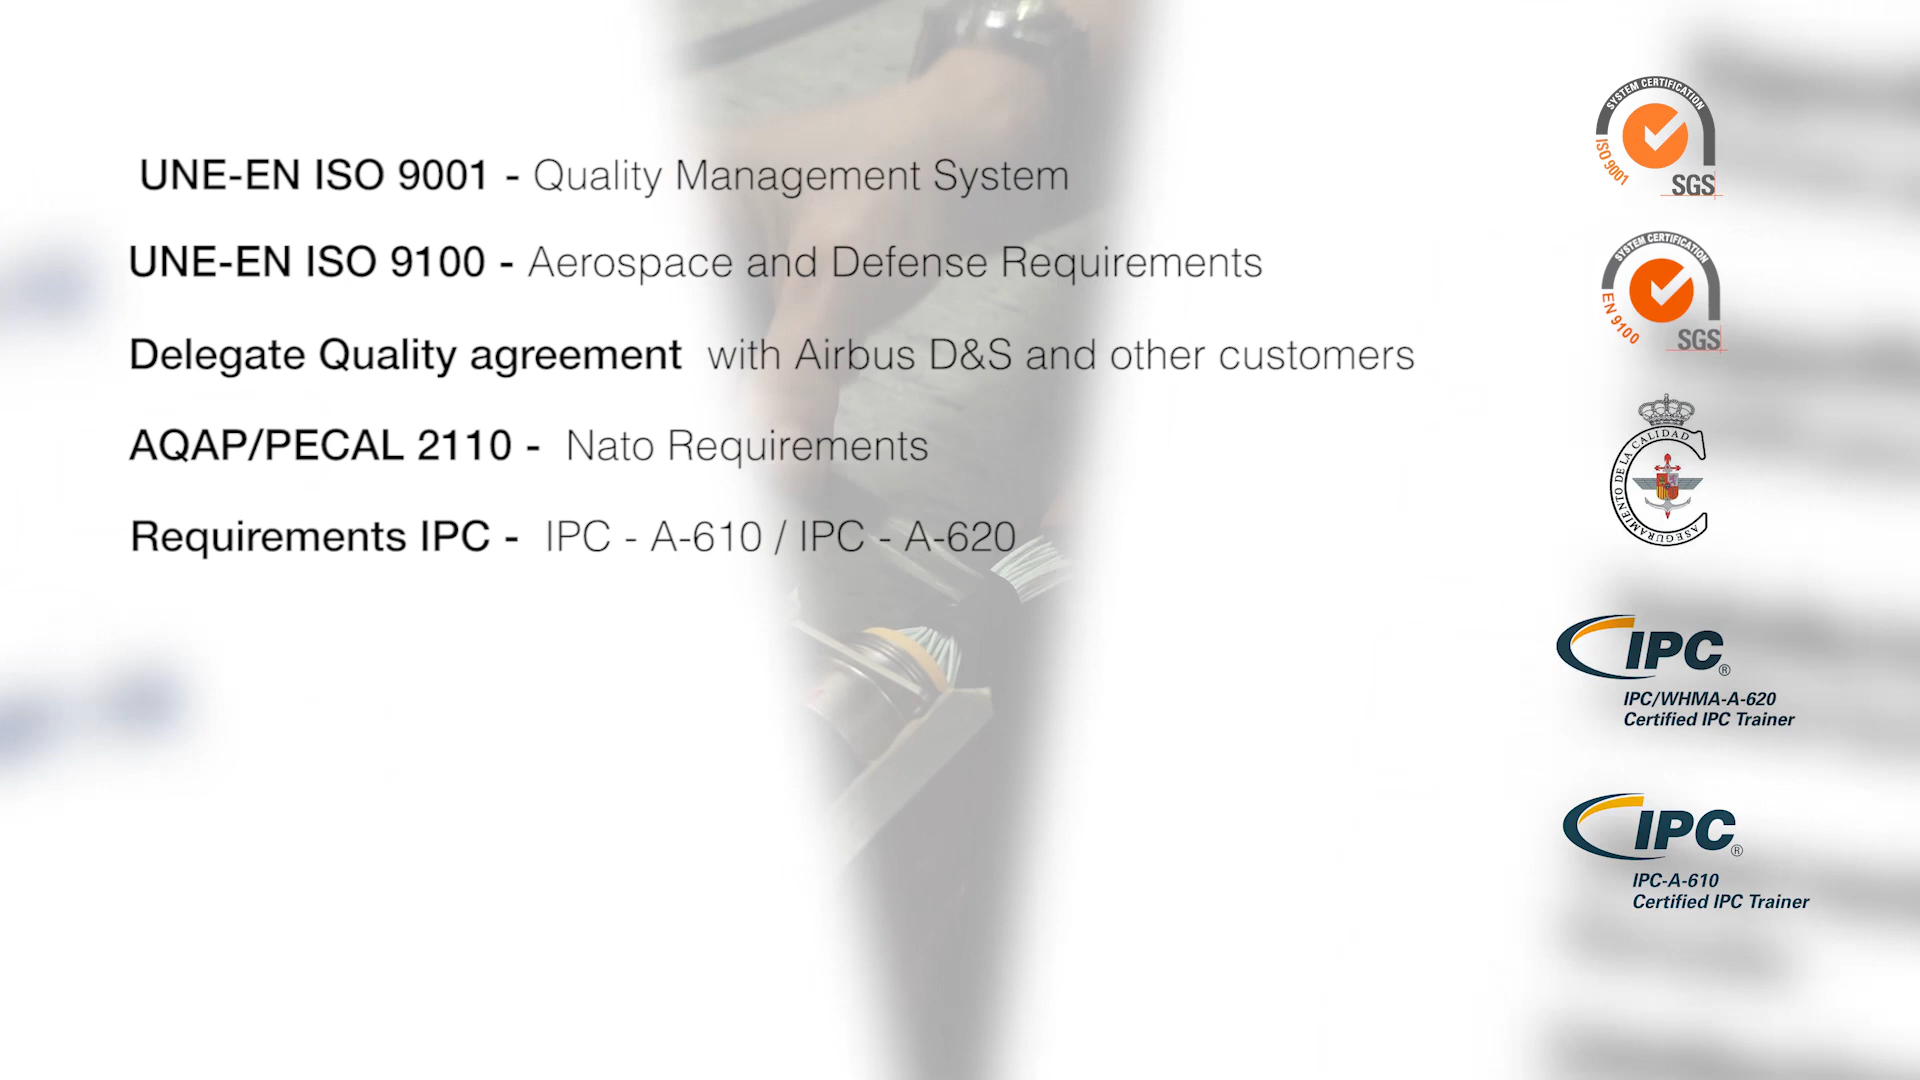 UNE-EN ISO 9001 - Quality Management System
UNE-EN ISO 9100 - Aerospace and Defense Requirements
Delegate Quality agreement with Airbus D&S and other customers
AQAP/PECAL 2110 - Nato Requirements
Requirements IPC - IPC - A-610 / IPC - A-620
SYSTEM CERTIFICATION
ISO 9001
SGS
SYSTEM CERTIFICATION
EN 9100
SGS
ASEGURAMIENTO DE LA CALIDAD
IPC®
IPC/WHMA-A-620
Certified IPC Trainer
IPC®
IPC-A-610
Certified IPC Trainer